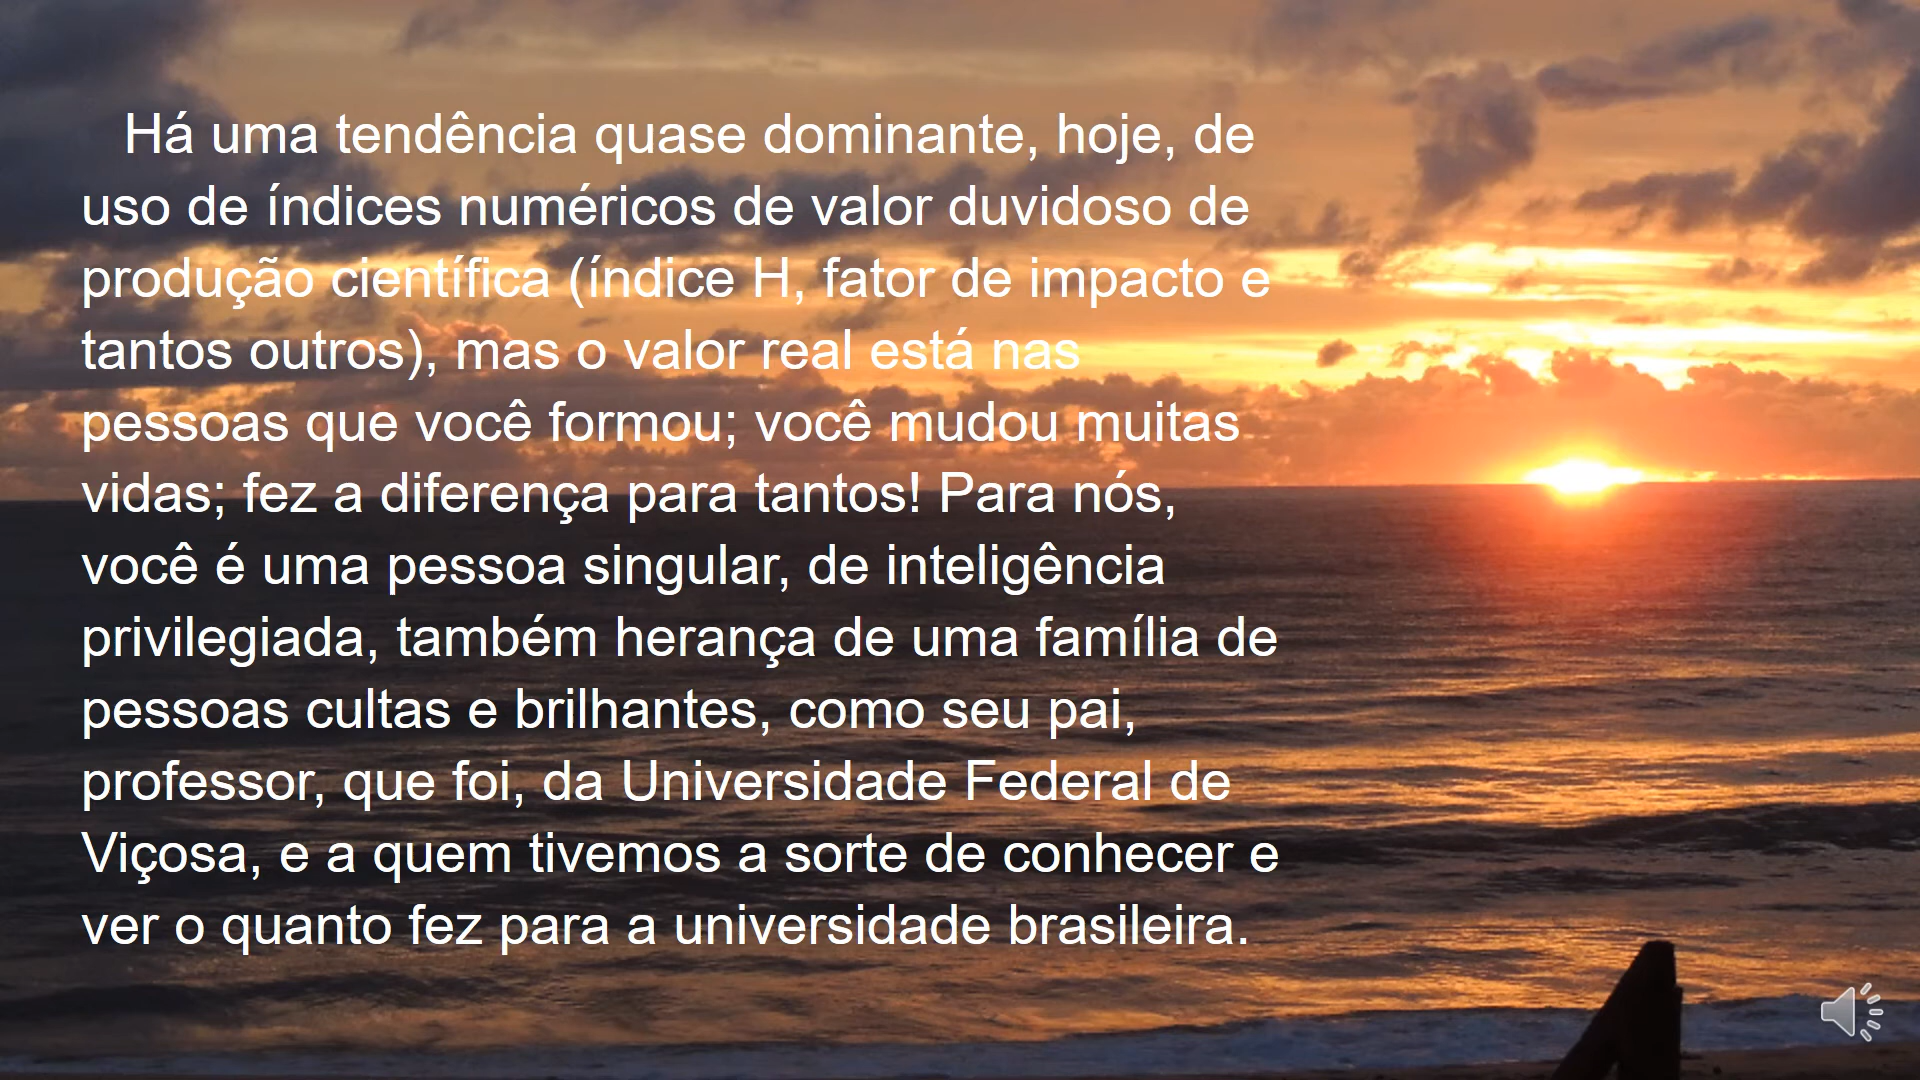 Há uma tendência quase dominante, hoje, de
uso de índices numéricos de valor duvidoso de
produção científica (índice H, fator de impacto e
tantos outros), mas o valor real está nas
pessoas que você formou; você mudou muitas
vidas; fez a diferença para tantos! Para nós,
você é uma pessoa singular, de inteligência
privilegiada, também herança de uma família de
pessoas cultas e brilhantes, como seu pai,
professor, que foi, da Universidade Federal de
Viçosa, e a quem tivemos a sorte de conhecer e
ver o quanto fez para a universidade brasileira.